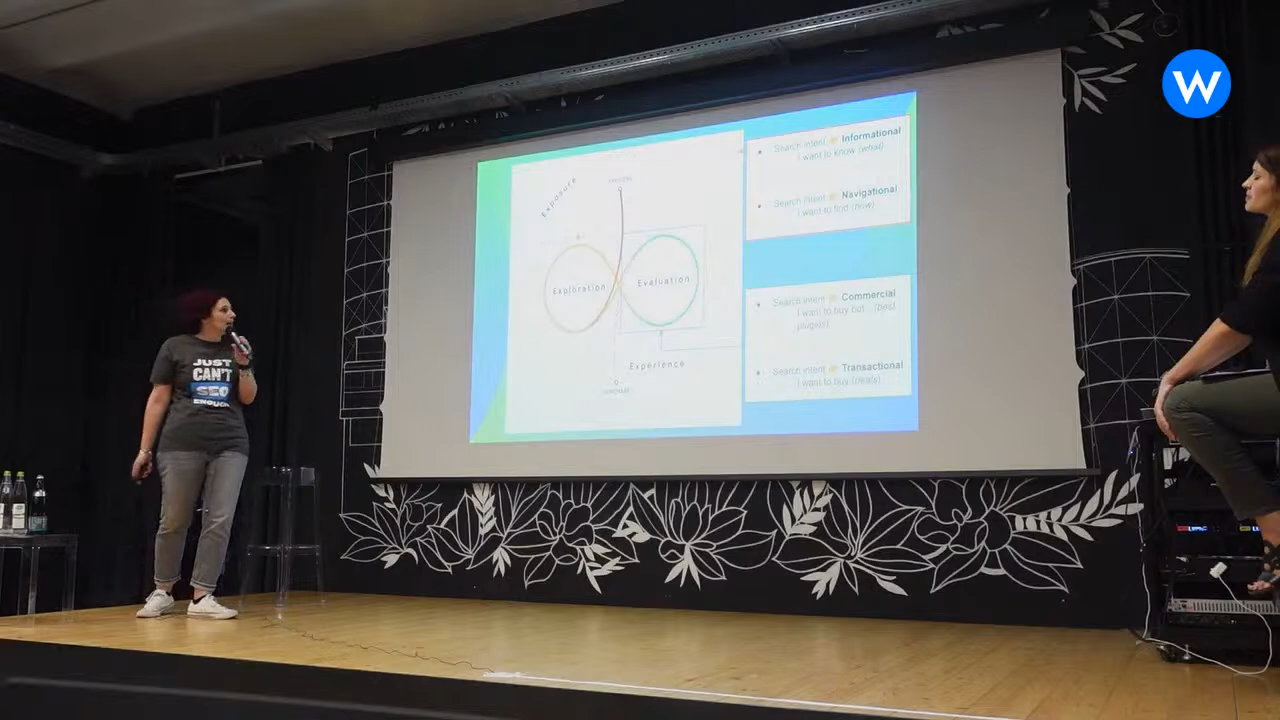 W
JUST
CAN'T
SEO
ENOUGH
Exposure
Exploration
Evaluation
Experience
Search intent Informational
I want to know (what)
Search intent Navigational
I want to find (how)
Search intent Commercial
I want to buy but... (best
plugins)
Search intent Transactional
I want to buy (deals)